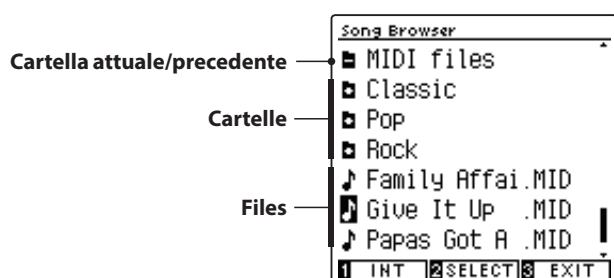 Song Browser
Cartella attuale/precedente
MIDI files
Classic
Cartelle
Pop
Rock
Family Affai.MID
Files
Give It Up .MID
Papas Got A .MID
1 INT 2 SELECT 3 EXIT